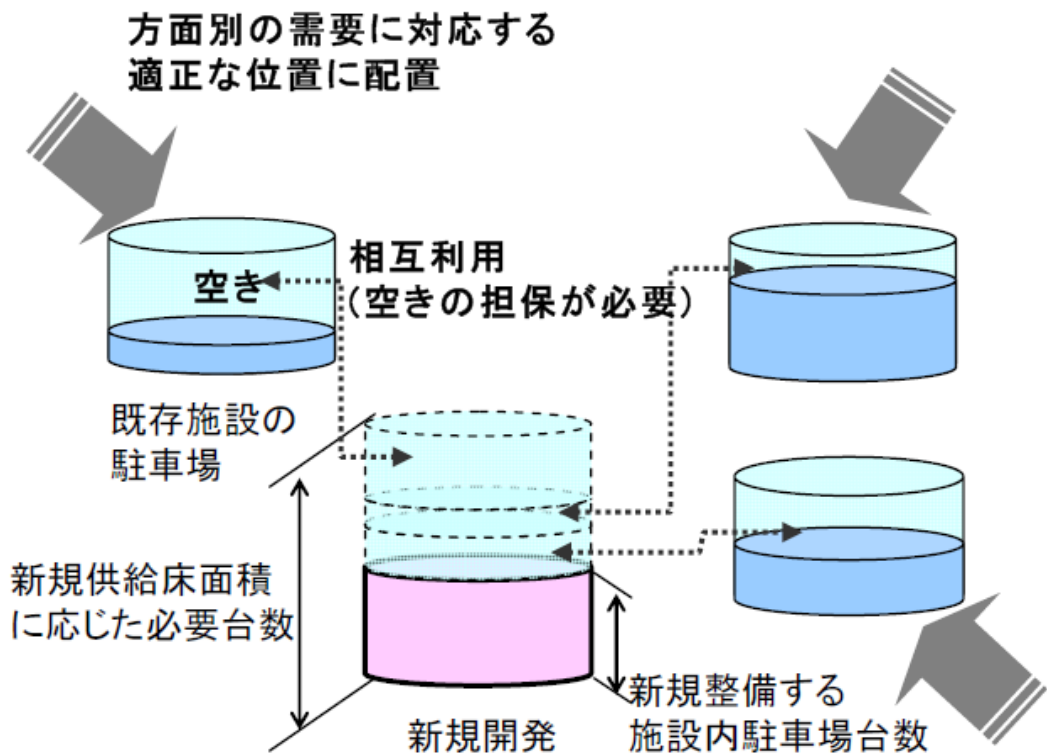 方面別の需要に対応する
適正な位置に配置
空き
相互利用
（空きの担保が必要）
既存施設の
駐車場
新規供給床面積
に応じた必要台数
新規開発
新規整備する
施設内駐車場台数